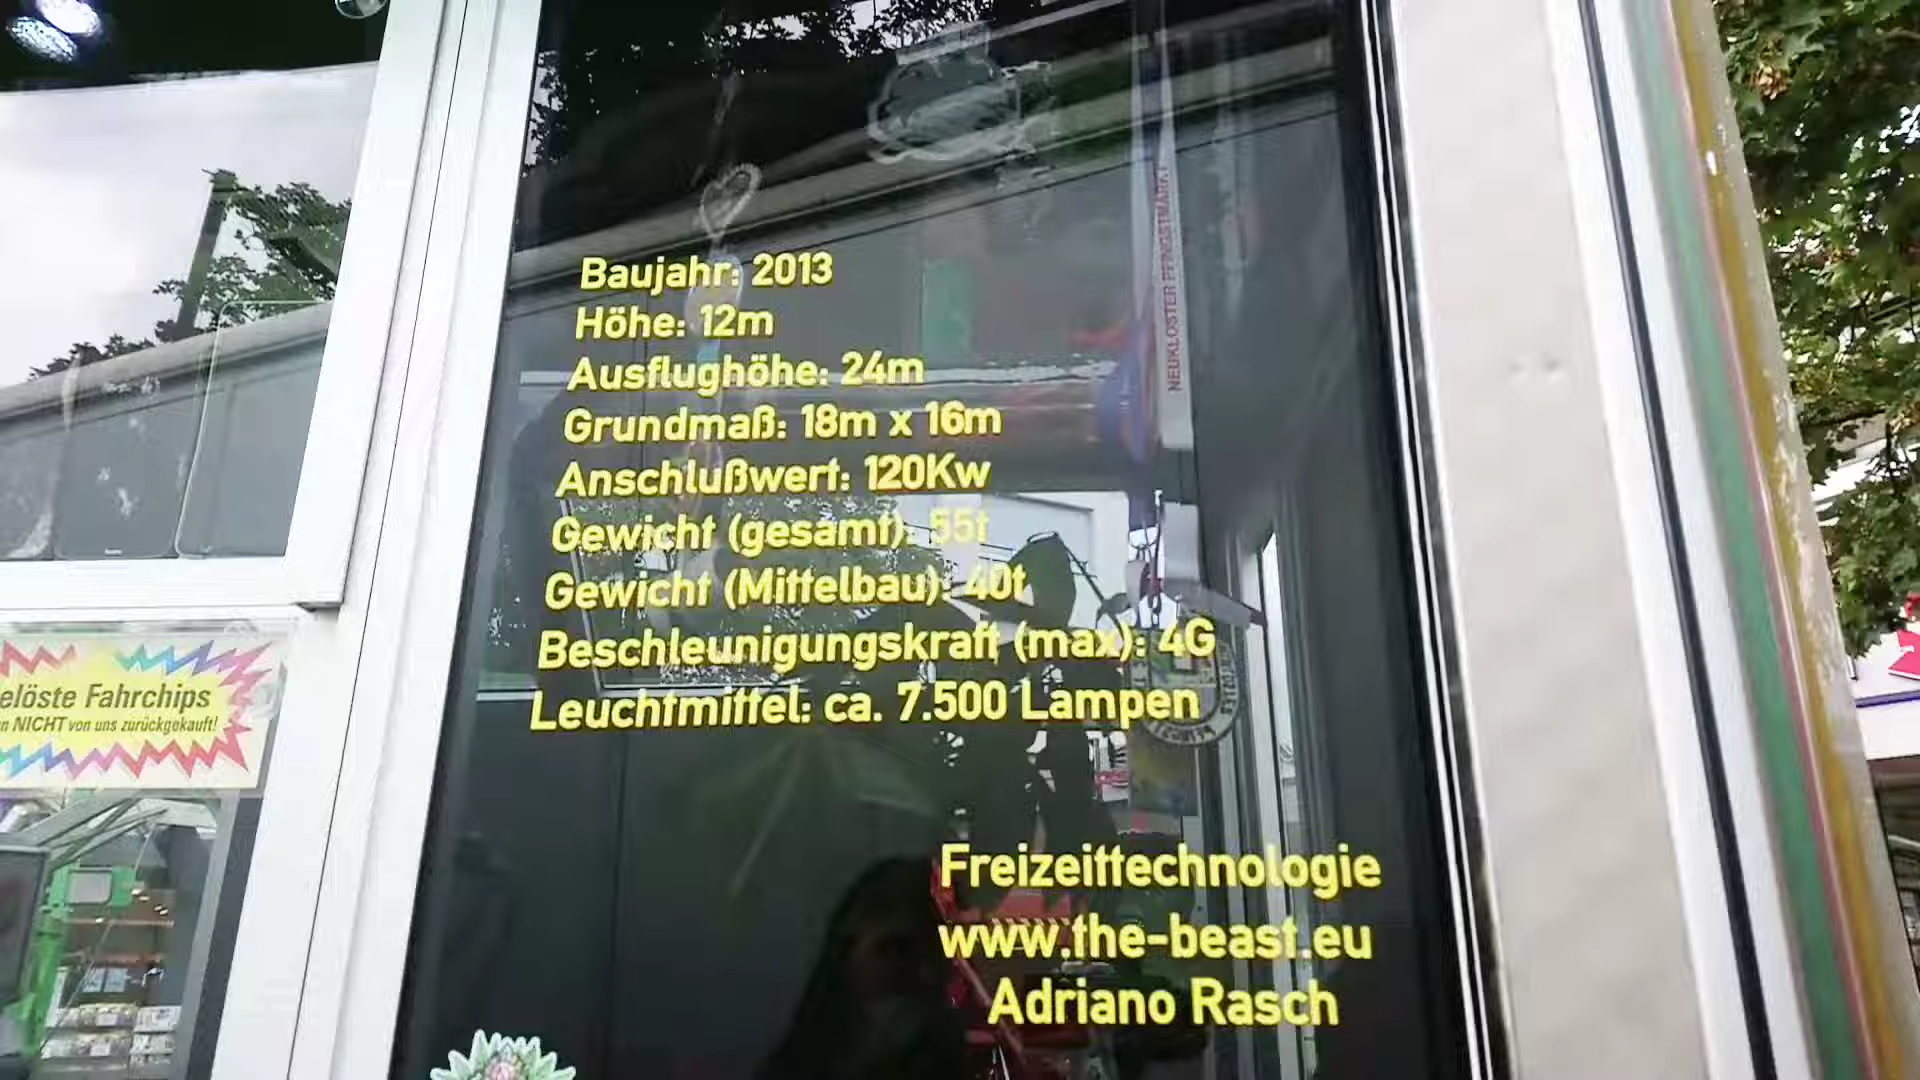 Baujahr: 2013
Höhe: 12m
Ausflughöhe: 24m
Grundmaß: 18m x 16m
Anschlußwert: 120Kw
Gewicht (gesamt): 55t
Gewicht (Mittelbau): 40t
Beschleunigungskraft (max): 4G
Leuchtmittel: ca. 7.500 Lampen
Freizeittechnologie
www.the-beast.eu
Adriano Rasch
elöste Fahrchips
n NICHT von uns zurückgekauft!
NEUKLOSTER PFINGSTMARKT